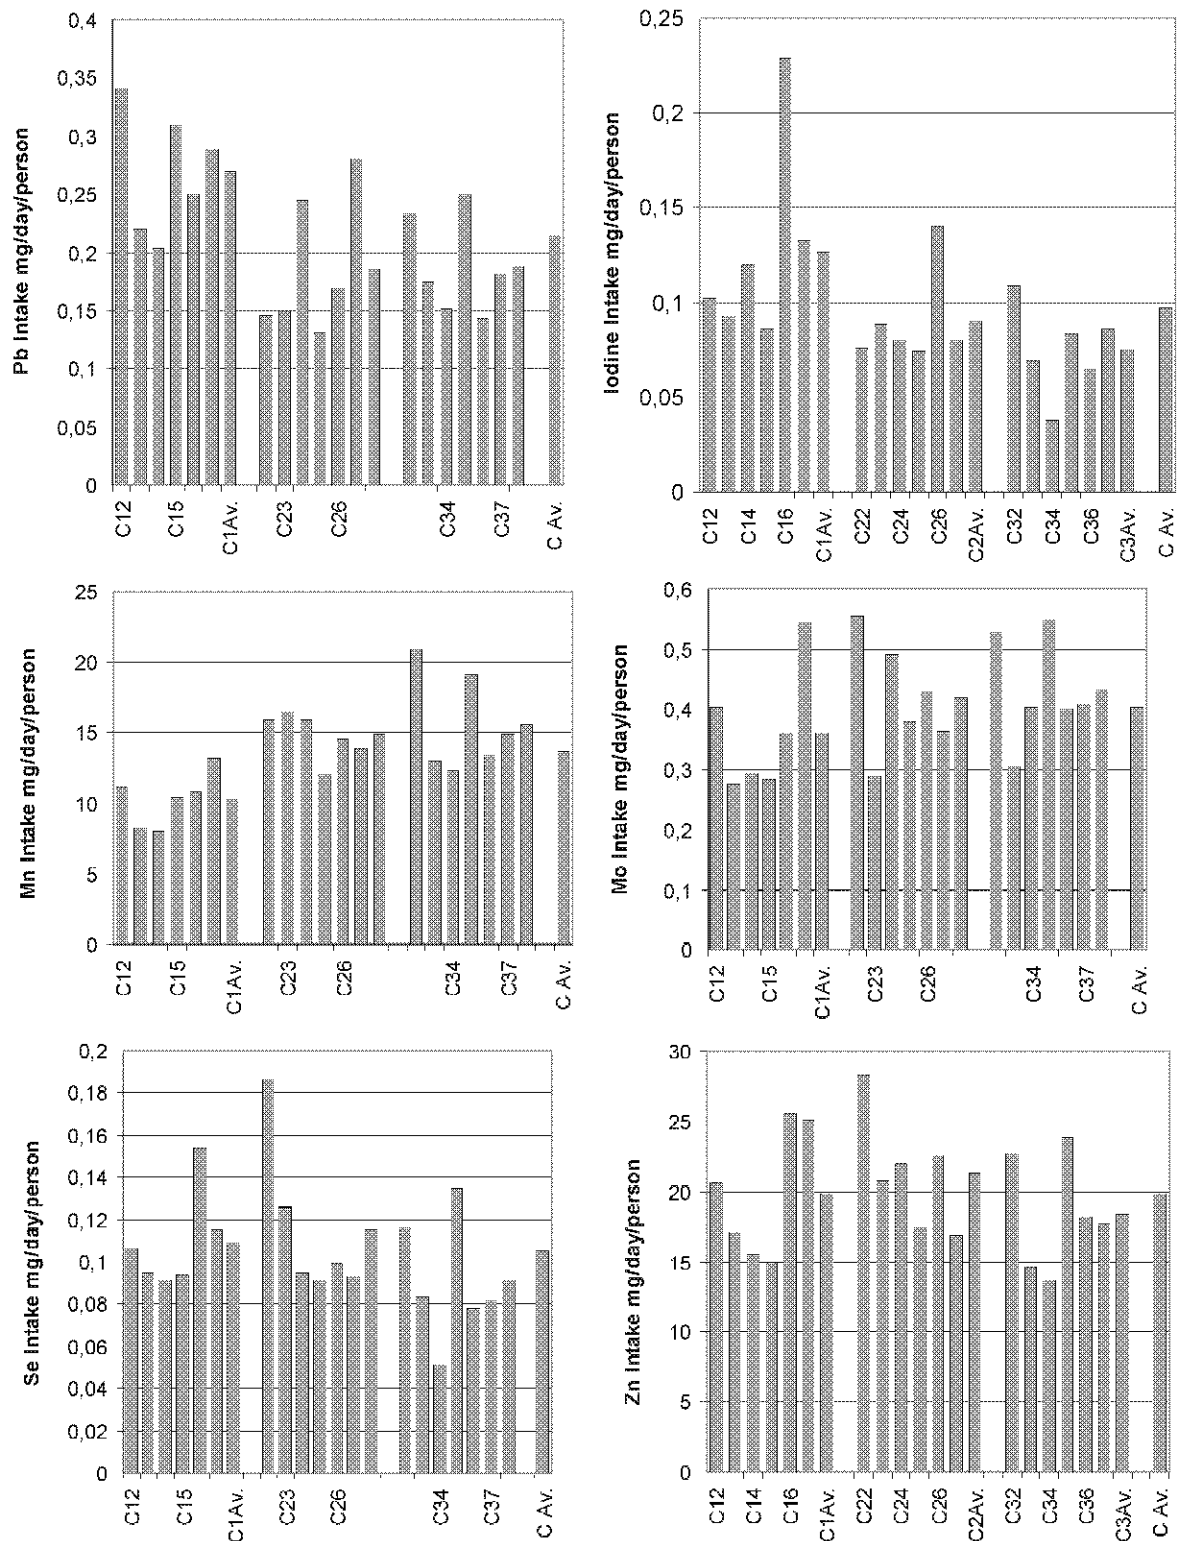 Pb Intake mg/day/person
0,4
0,35
0,3
0,25
0,2
0,15
0,1
0,05
0
C12
C15
C1Av.
C23
C26
C34
C37
C Av.
Iodine Intake mg/day/person
0,25
0,2
0,15
0,1
0,05
0
C12
C14
C16
C1Av.
C22
C24
C26
C2Av.
C32
C34
C36
C3Av.
C Av.
Mn Intake mg/day/person
25
20
15
10
5
0
C12
C15
C1Av.
C23
C26
C34
C37
C Av.
Mo Intake mg/day/person
0,6
0,5
0,4
0,3
0,2
0,1
0
C12
C15
C1Av.
C23
C26
C34
C37
C Av.
Se Intake mg/day/person
0,2
0,18
0,16
0,14
0,12
0,1
0,08
0,06
0,04
0,02
0
C12
C15
C1Av.
C23
C26
C34
C37
C Av.
Zn Intake mg/day/person
30
25
20
15
10
5
0
C12
C14
C16
C1Av.
C22
C24
C26
C2Av.
C32
C34
C36
C3Av.
C Av.